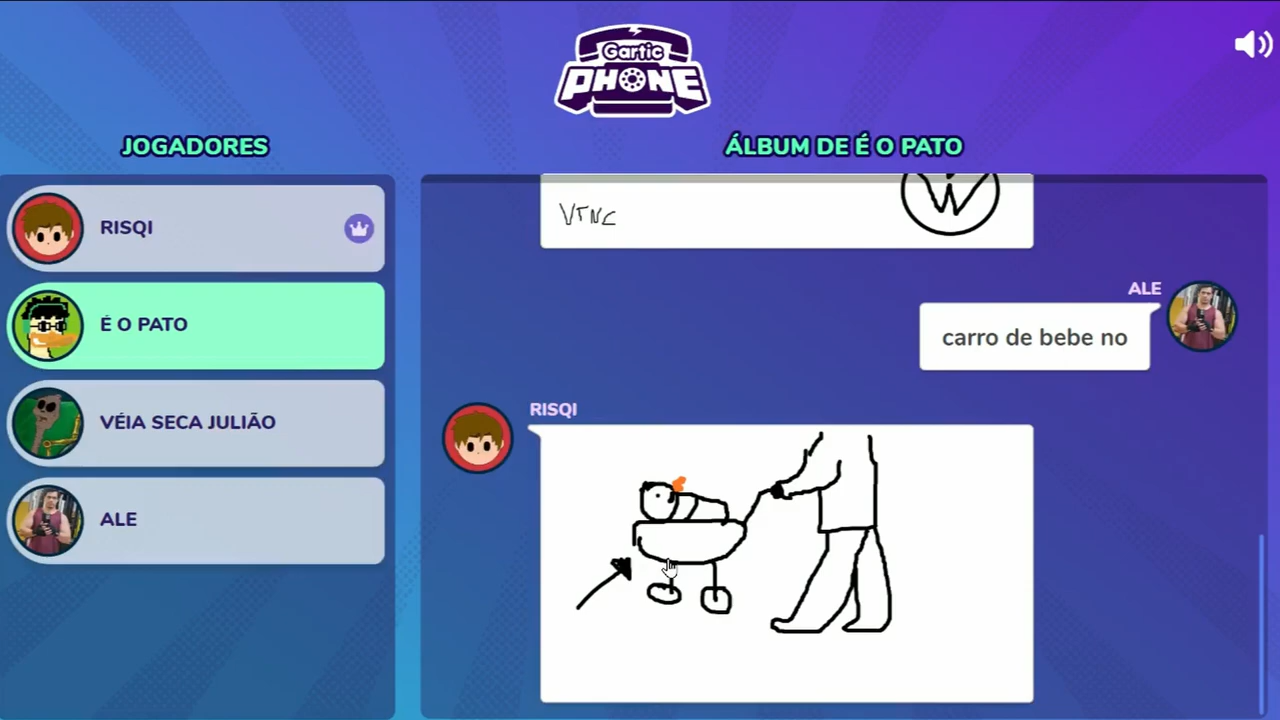 Gartic
PHONE
JOGADORES
RISQI
É O PATO
VÉIA SECA JULIÃO
ALE
ÁLBUM DE É O PATO
VTNC
W
ALE
carro de bebe no
RISQI